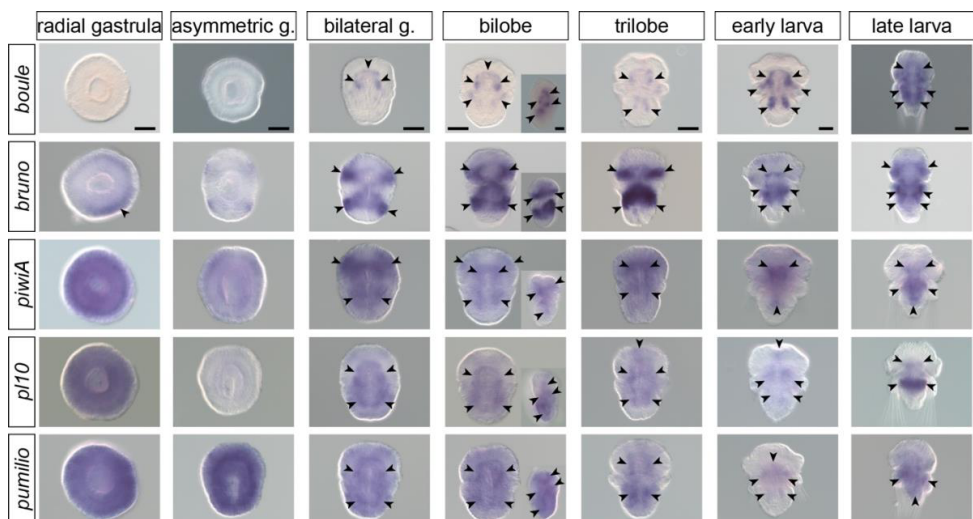 radial gastrula asymmetric g. bilateral g. bilobe trilobe early larva late larva
boule
bruno
piwiA
pl10
pumilio